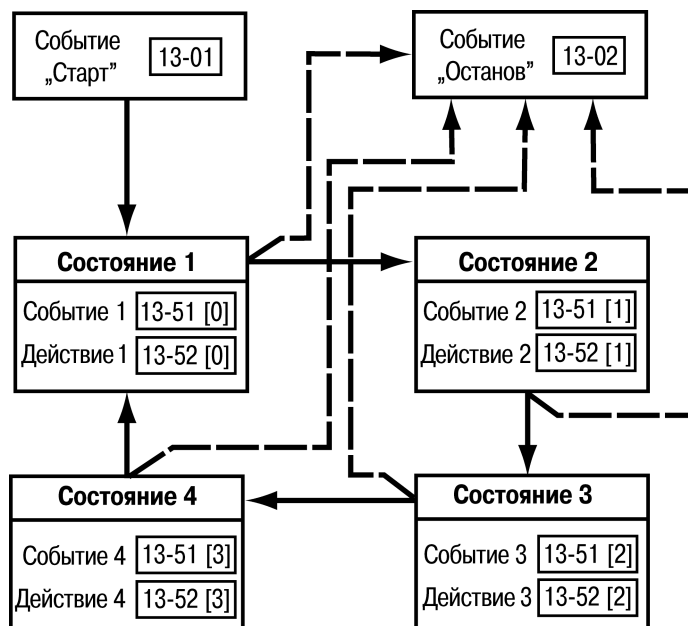 Событие
„Старт” 13-01
Событие
„Останов” 13-02
Состояние 1
Событие 1 13-51 [0]
Действие 1 13-52 [0]
Состояние 2
Событие 2 13-51 [1]
Действие 2 13-52 [1]
Состояние 4
Событие 4 13-51 [3]
Действие 4 13-52 [3]
Состояние 3
Событие 3 13-51 [2]
Действие 3 13-52 [2]